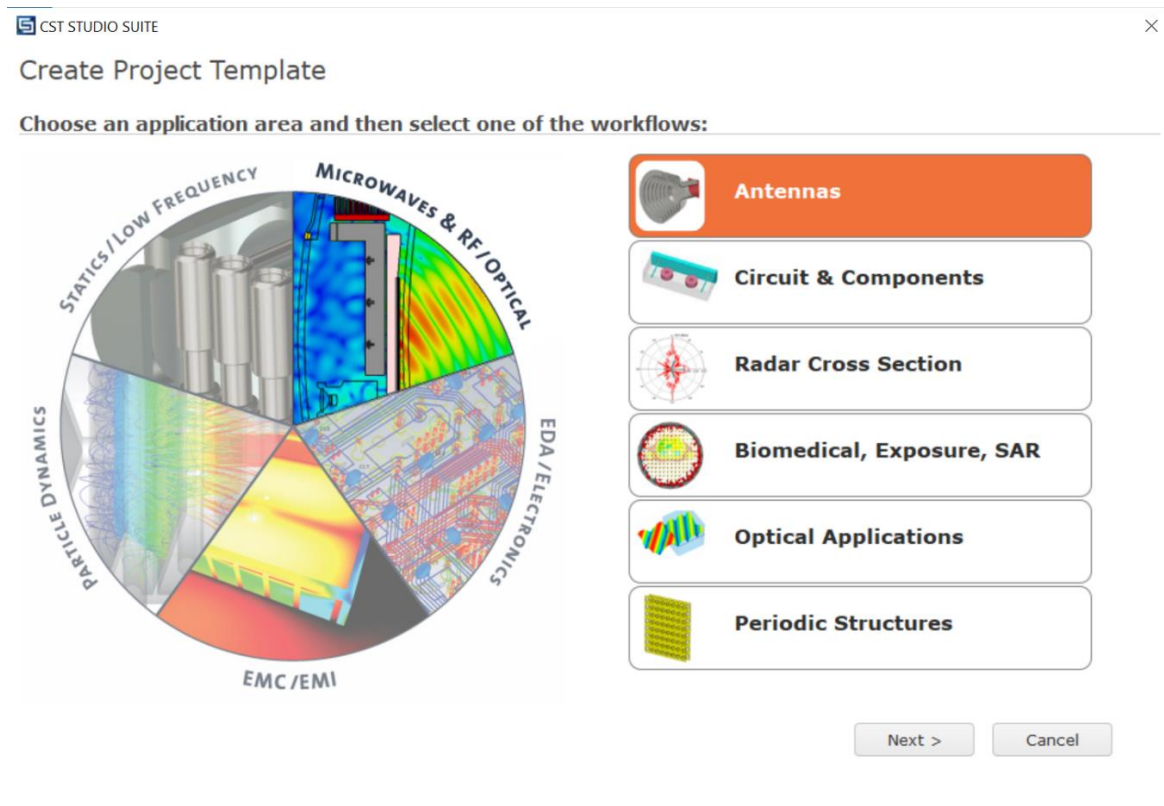 CST STUDIO SUITE
Create Project Template
Choose an application area and then select one of the workflows:
STATICS/LOW FREQUENCY
MICROWAVES & RF/OPTICAL
EDA/ELECTRONICS
EMC/EMI
PARTICLE DYNAMICS
Antennas
Circuit & Components
Radar Cross Section
Biomedical, Exposure, SAR
Optical Applications
Periodic Structures
Next >
Cancel